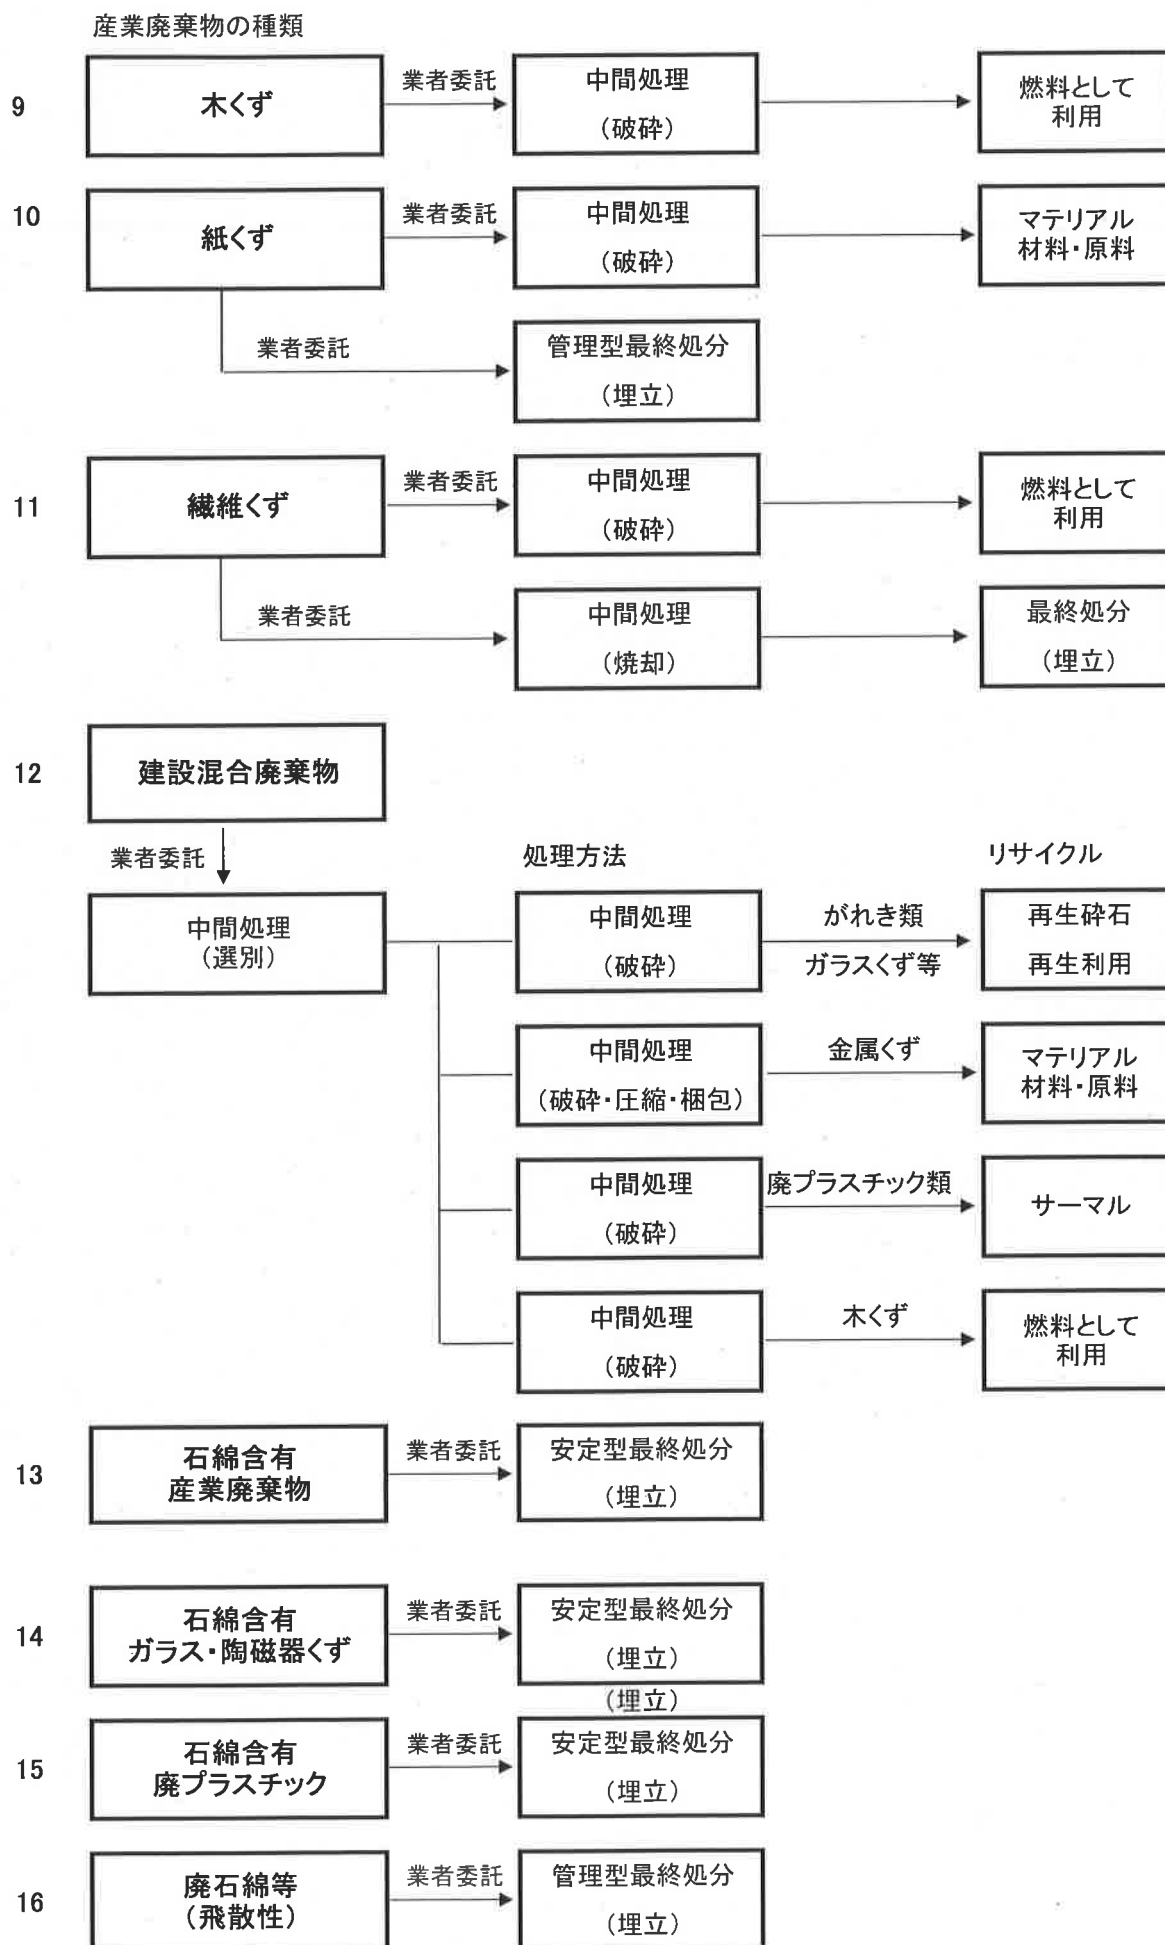 産業廃棄物の種類
9
木くず
業者委託
中間処理
(破砕)
燃料として
利用
10
紙くず
業者委託
中間処理
(破砕)
マテリアル
材料・原料
業者委託
管理型最終処分
(埋立)
11
繊維くず
業者委託
中間処理
(破砕)
燃料として
利用
業者委託
中間処理
(焼却)
最終処分
(埋立)
12
建設混合廃棄物
業者委託
処理方法
リサイクル
中間処理
(選別)
中間処理
(破砕)
がれき類
ガラスくず等
再生砕石
再生利用
中間処理
(破砕・圧縮・梱包)
金属くず
マテリアル
材料・原料
中間処理
(破砕)
廃プラスチック類
サーマル
中間処理
(破砕)
木くず
燃料として
利用
13
石綿含有
産業廃棄物
業者委託
安定型最終処分
(埋立)
14
石綿含有
ガラス・陶磁器くず
業者委託
安定型最終処分
(埋立)
(埋立)
15
石綿含有
廃プラスチック
業者委託
安定型最終処分
(埋立)
16
廃石綿等
(飛散性)
業者委託
管理型最終処分
(埋立)